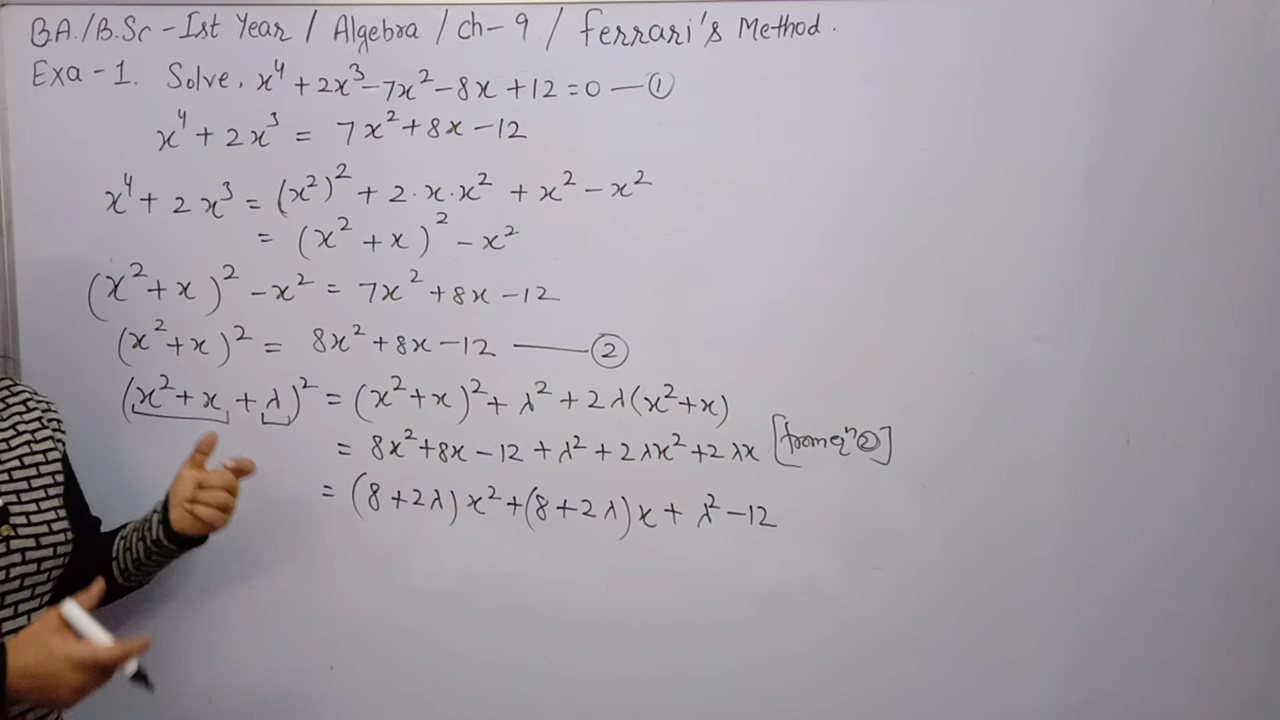 B.A./B.Sc - Ist Year / Algebra / Ch-9 / Ferrari's Method.
Exa-1. Solve, x⁴ + 2x³ - 7x² - 8x + 12 = 0 — ①
x⁴ + 2x³ = 7x² + 8x - 12
x⁴ + 2x³ = (x²)² + 2·x·x² + x² - x²
= (x² + x)² - x²
(x² + x)² - x² = 7x² + 8x - 12
(x² + x)² = 8x² + 8x - 12 — ②
(x² + x + λ)² = (x² + x)² + λ² + 2λ(x² + x)
= 8x² + 8x - 12 + λ² + 2λx² + 2λx [from eqⁿ ②]
= (8 + 2λ)x² + (8 + 2λ)x + λ² - 12